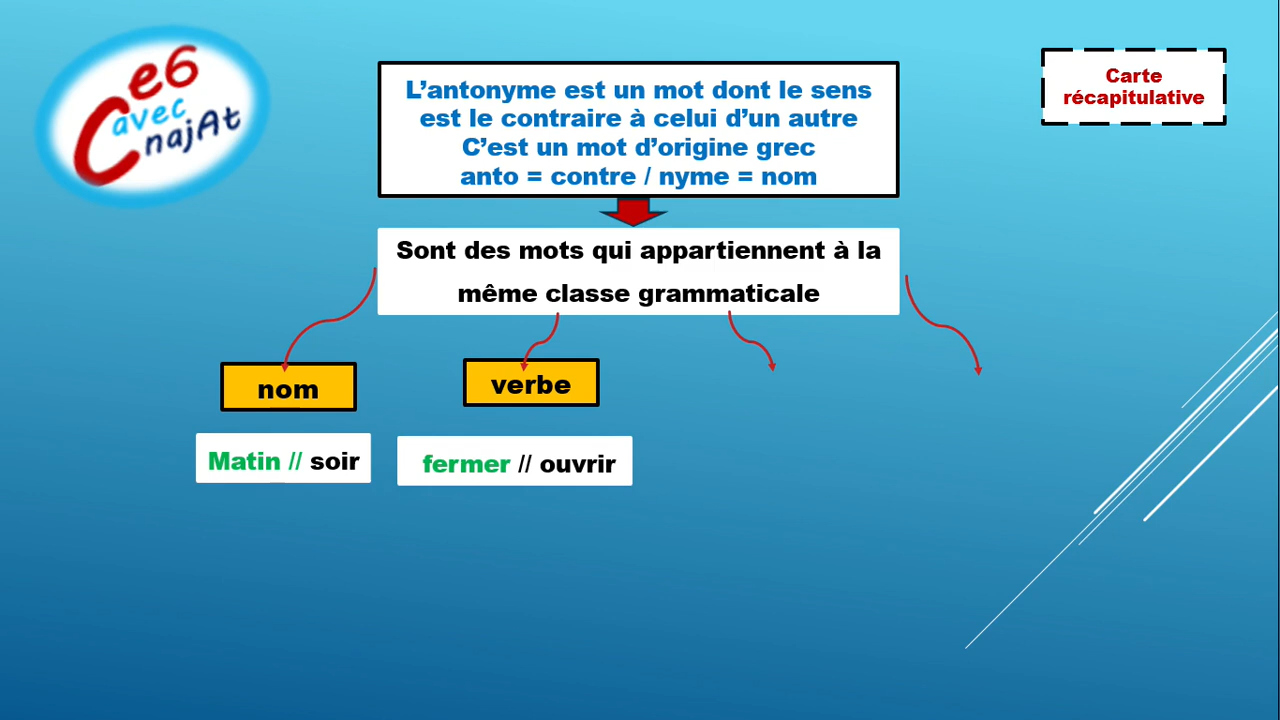 Ce6
avec
najAt
L’antonyme est un mot dont le sens
est le contraire à celui d’un autre
C’est un mot d’origine grec
anto = contre / nyme = nom
Carte
récapitulative
Sont des mots qui appartiennent à la
même classe grammaticale
nom
verbe
Matin // soir
fermer // ouvrir